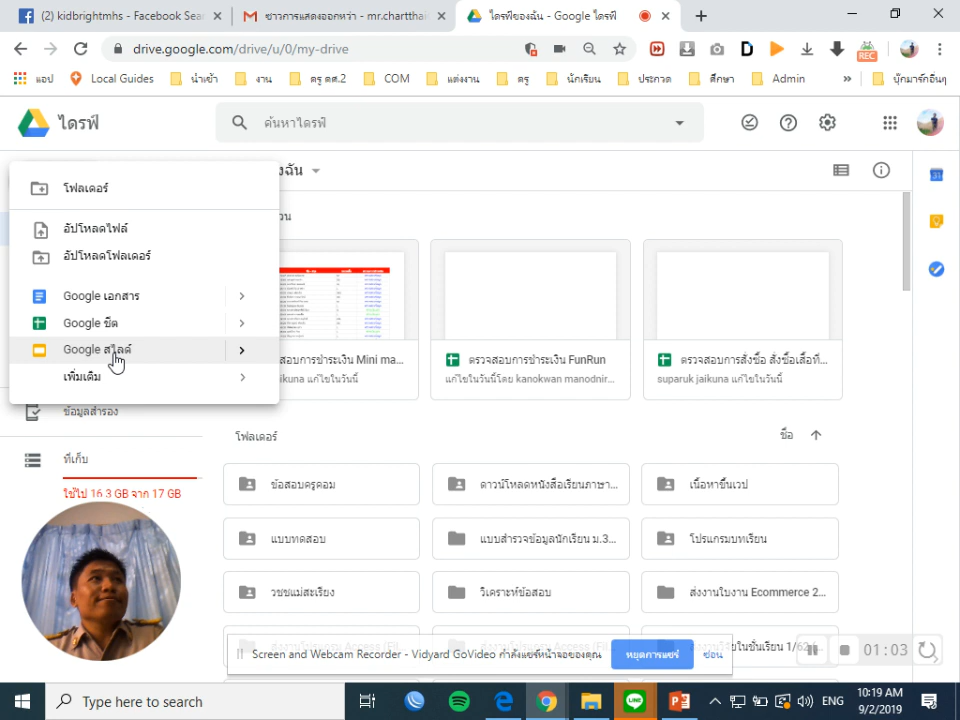 (2) kidbrightmhs - Facebook Sear
ข่าวการแสดงออกหว่า - mr.chartthai
ไดรฟ์ของฉัน - Google ไดรฟ์
drive.google.com/drive/u/0/my-drive
แอป
Local Guides
นำเข้า
งาน
ครู ดศ.2
COM
แต่งงาน
ครู
นักเรียน
ประกวด
ศึกษา
Admin
»
บุ๊กมาร์กอื่นๆ
REC
ไดรฟ์
ค้นหาไดรฟ์
งฉัน
วน
โฟลเดอร์
อัปโหลดไฟล์
อัปโหลดโฟลเดอร์
Google เอกสาร
Google ชีต
Google สไลด์
เพิ่มเติม
ข้อมูลสำรอง
ที่เก็บ
ใช้ไป 16.3 GB จาก 17 GB
สอบการชำระเงิน Mini ma...
jaikuna แก้ไขวันนี้
ตรวจสอบการชำระเงิน FunRun
แก้ไขในวันนี้โดย kanokwan manodnir...
ตรวจสอบการสั่งซื้อ สั่งซื้อเสื้อที่...
suparuk jaikuna แก้ไขในวันนี้
โฟลเดอร์
ชื่อ
ข้อสอบครูคอม
ดาวน์โหลดหนังสือเรียนภาษา...
เนื้อหาขึ้นเวป
แบบทดสอบ
แบบสำรวจข้อมูลนักเรียน ม.3...
โปรแกรมบทเรียน
วชชแม่สะเรียง
วิเคราะห์ข้อสอบ
ส่งงานใบงาน Ecommerce 2...
Screen and Webcam Recorder - Vidyard GoVideo กำลังแชร์หน้าจอของคุณ
หยุดการแชร์
ซ่อน
01:03
Type here to search
ENG
10:19 AM
9/2/2019